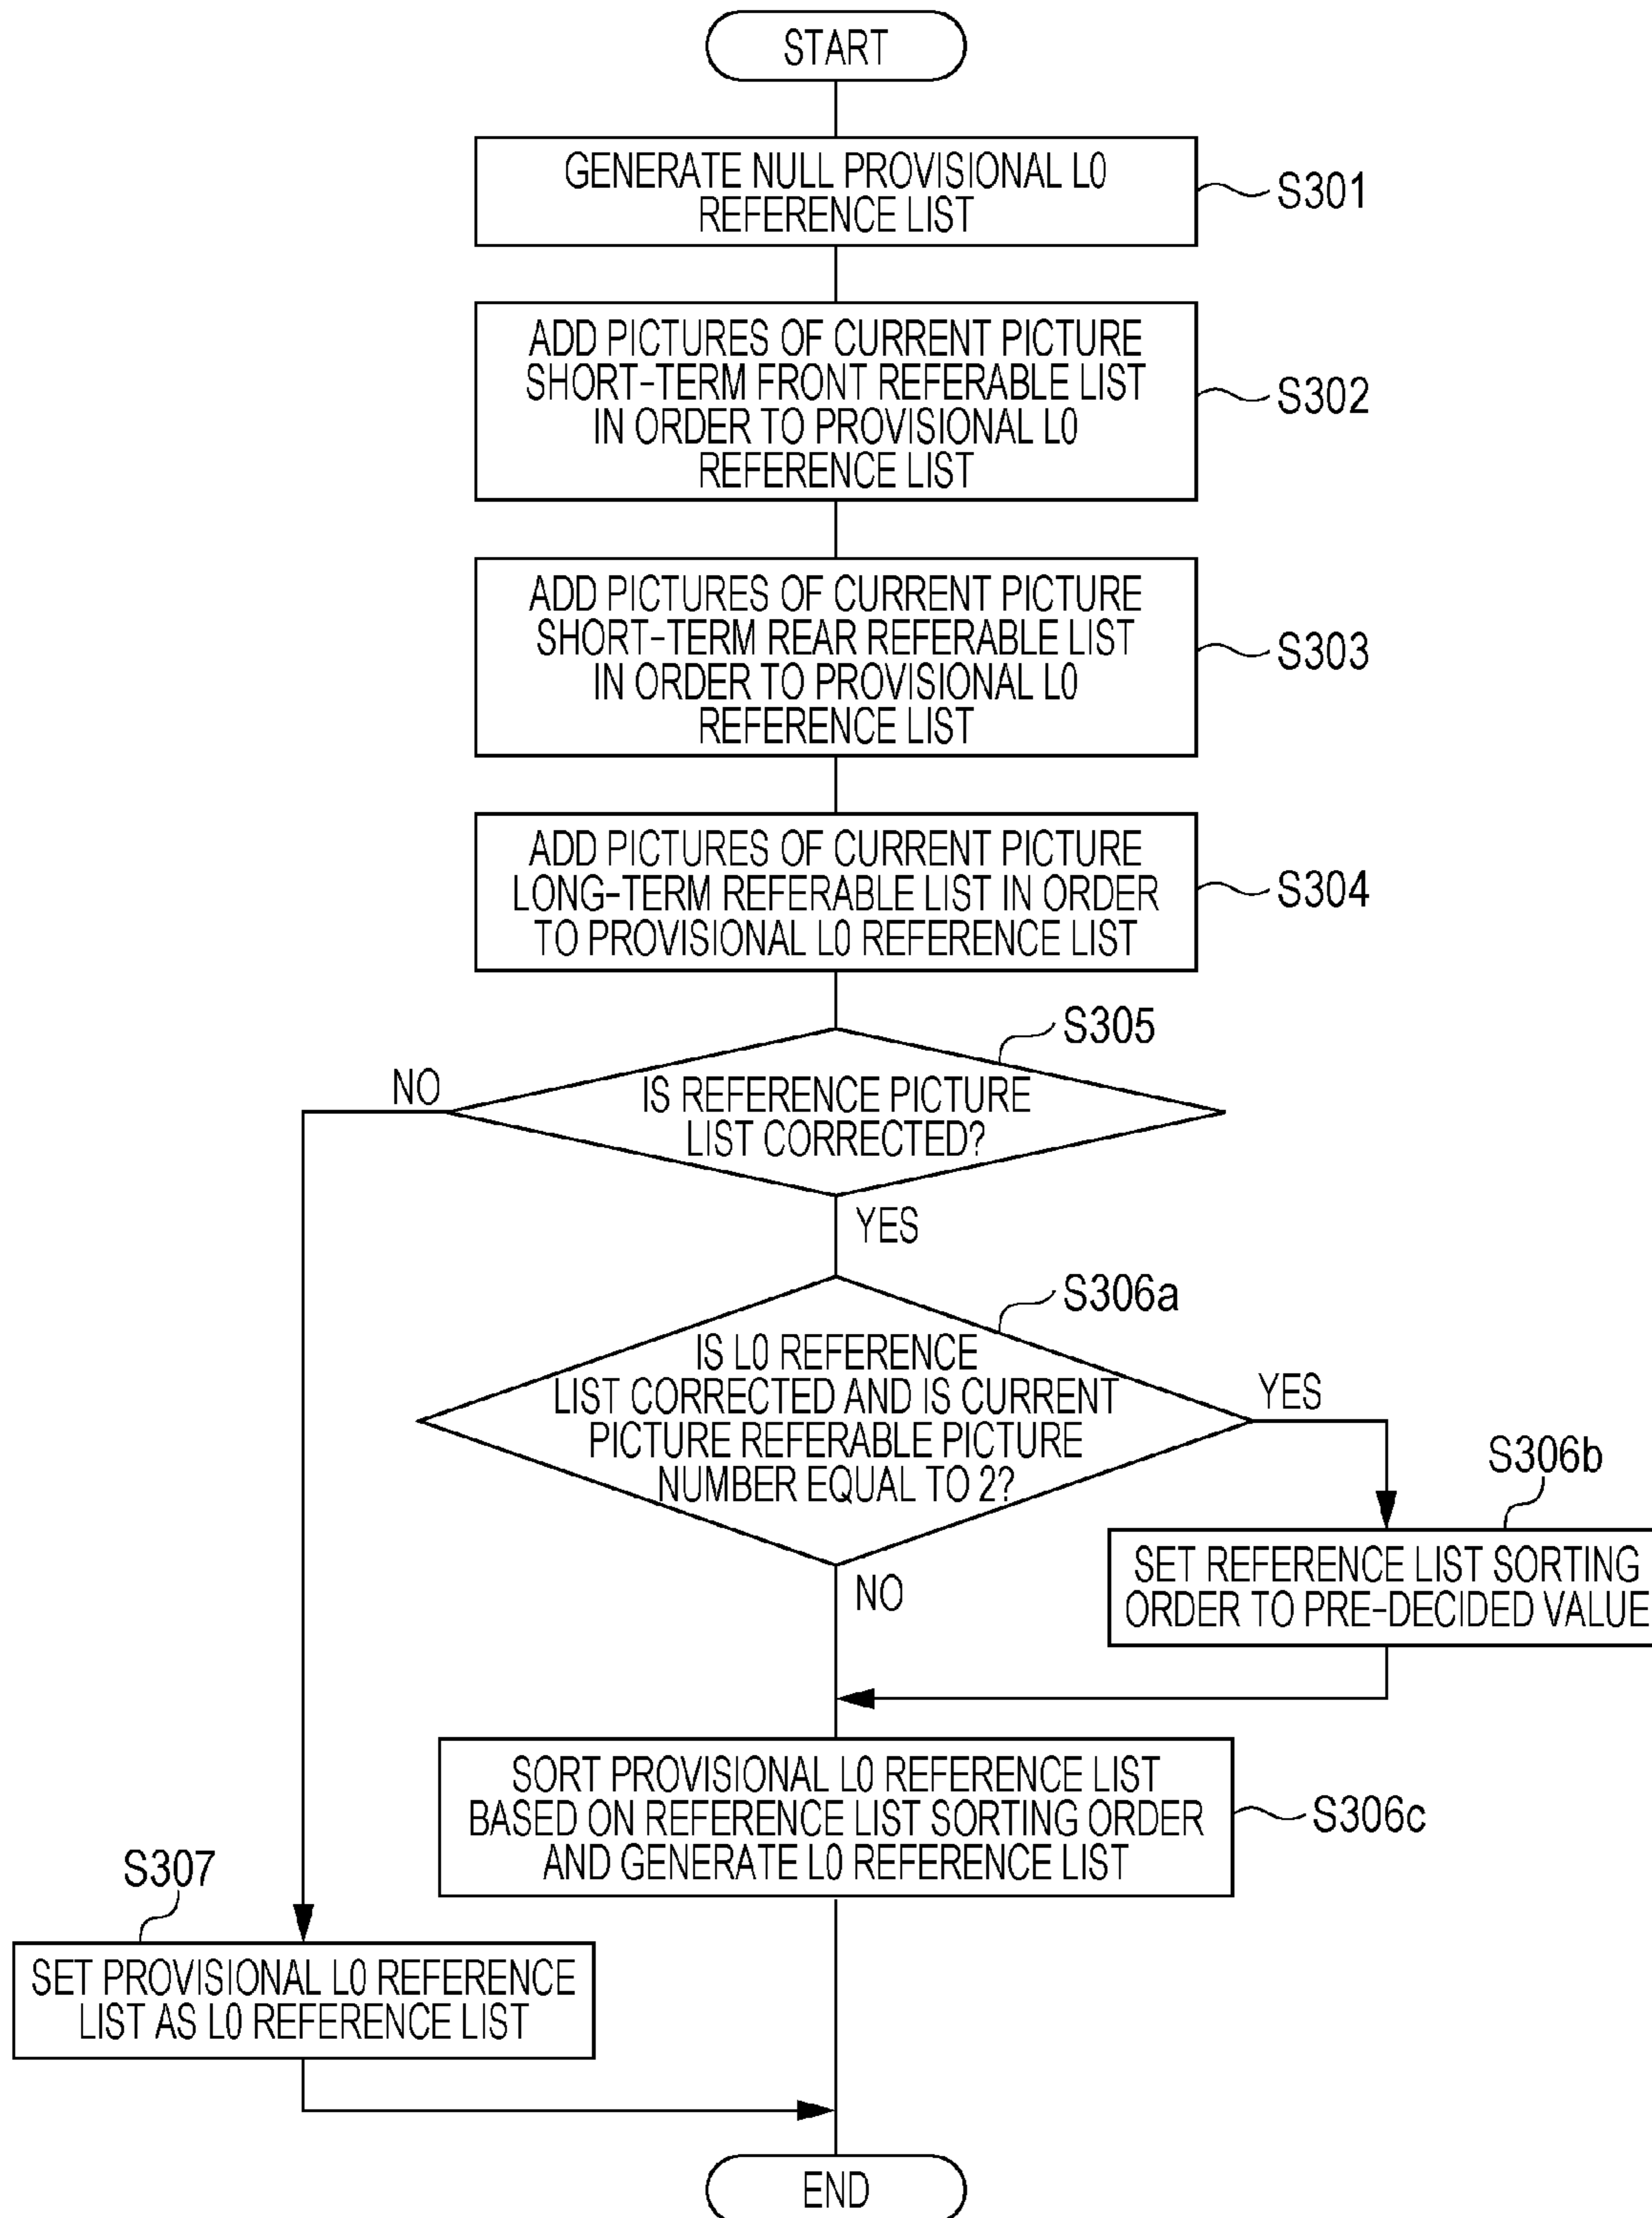 START
GENERATE NULL PROVISIONAL L0
REFERENCE LIST
S301
ADD PICTURES OF CURRENT PICTURE
SHORT-TERM FRONT REFERABLE LIST
IN ORDER TO PROVISIONAL L0
REFERENCE LIST
S302
ADD PICTURES OF CURRENT PICTURE
SHORT-TERM REAR REFERABLE LIST
IN ORDER TO PROVISIONAL L0
REFERENCE LIST
S303
ADD PICTURES OF CURRENT PICTURE
LONG-TERM REFERABLE LIST IN ORDER
TO PROVISIONAL L0 REFERENCE LIST
S304
S305
NO
IS REFERENCE PICTURE
LIST CORRECTED?
YES
S306a
IS L0 REFERENCE
LIST CORRECTED AND IS CURRENT
PICTURE REFERABLE PICTURE
NUMBER EQUAL TO 2?
YES
S306b
SET REFERENCE LIST SORTING
ORDER TO PRE-DECIDED VALUE
NO
SORT PROVISIONAL L0 REFERENCE LIST
BASED ON REFERENCE LIST SORTING ORDER
AND GENERATE L0 REFERENCE LIST
S306c
S307
SET PROVISIONAL L0 REFERENCE
LIST AS L0 REFERENCE LIST
END